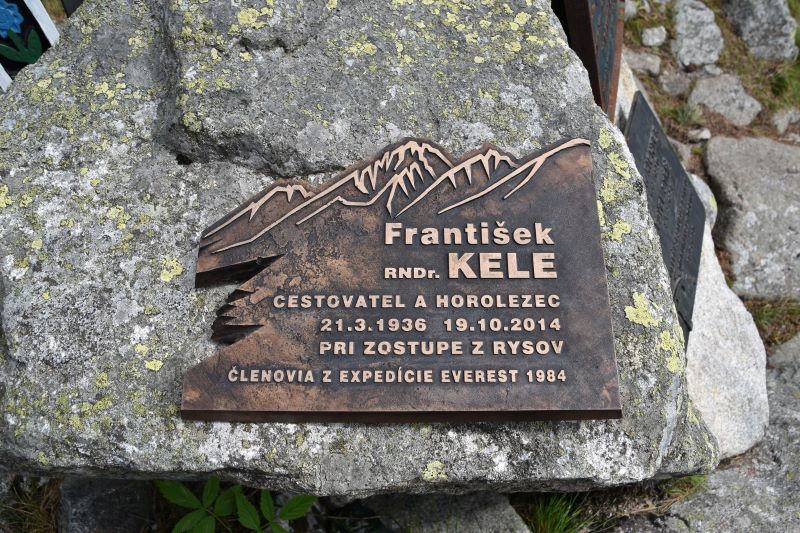 František
RNDr. KELE
CESTOVATEL A HOROLEZEC
21.3.1936 19.10.2014
PRI ZOSTUPE Z RYSOV
ČLENOVIA Z EXPEDÍCIE EVEREST 1984